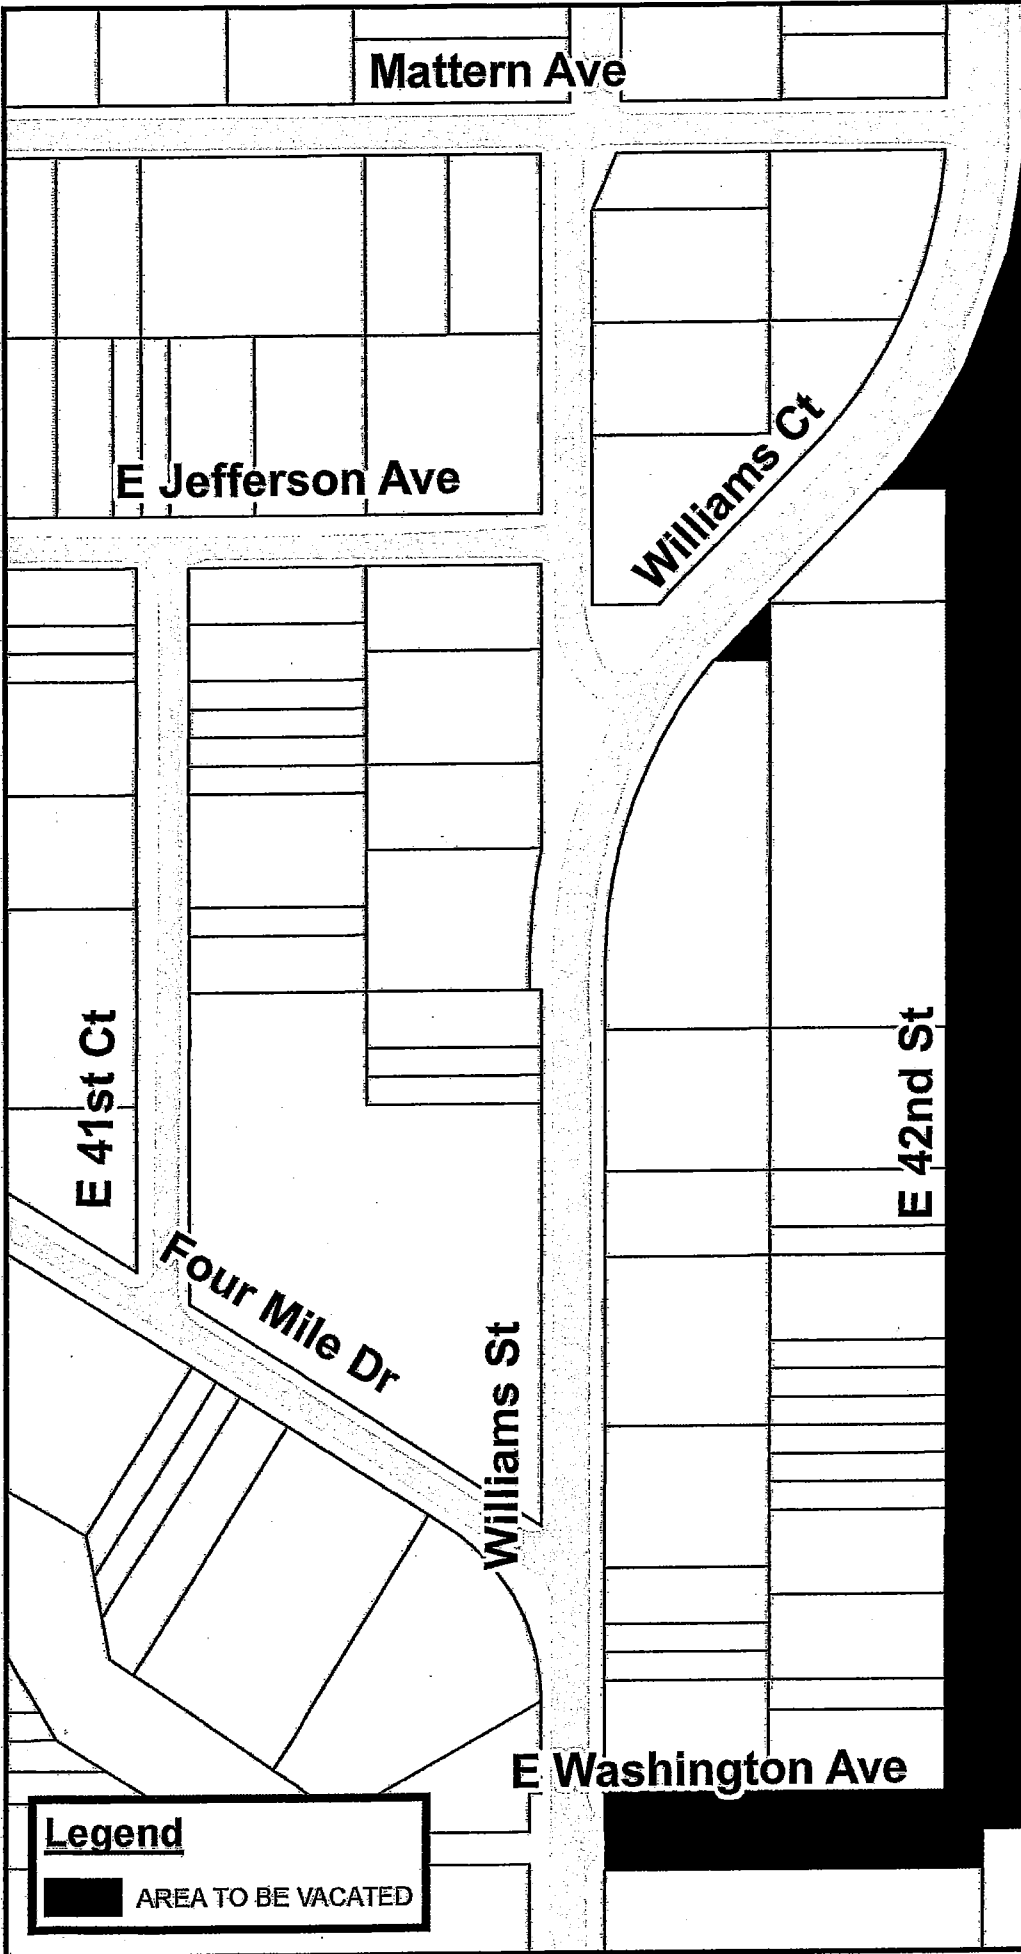 Mattern Ave
E Jefferson Ave
Williams Ct
E 41st Ct
E 42nd St
Four Mile Dr
Williams St
E Washington Ave
Legend
AREA TO BE VACATED